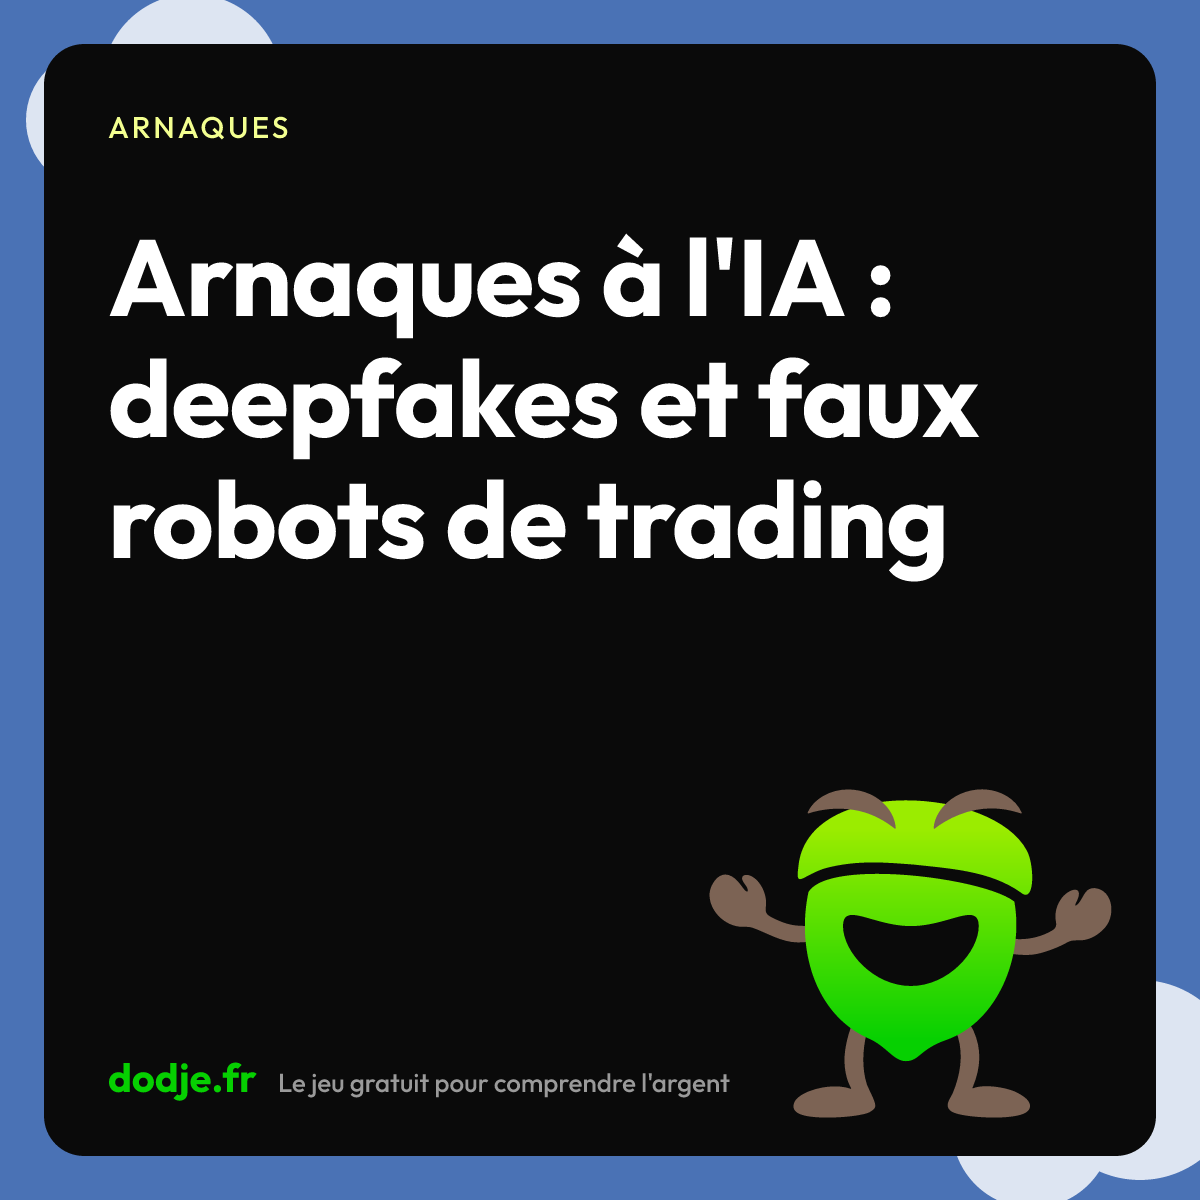 ARNAQUES
Arnaques à l'IA :
deepfakes et faux
robots de trading
dodje.fr Le jeu gratuit pour comprendre l'argent